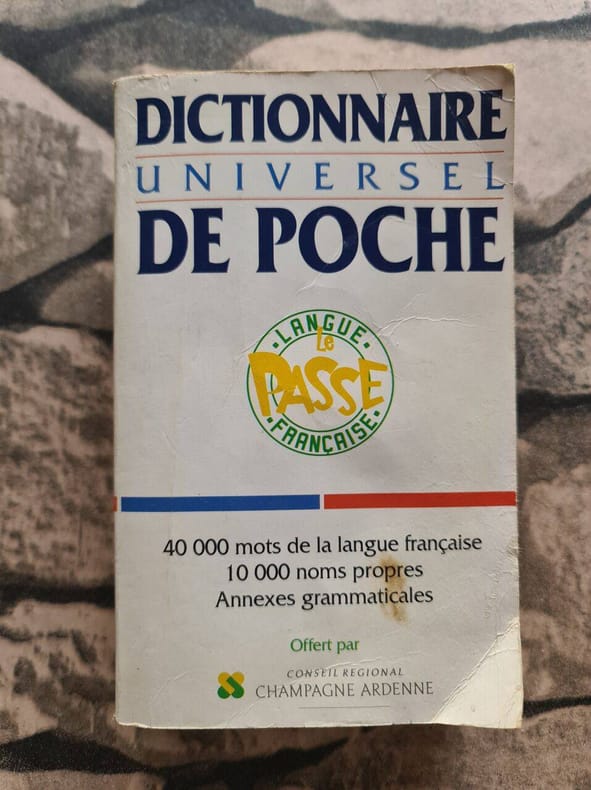 DICTIONNAIRE
UNIVERSEL
DE POCHE
·LANGUE·
Le
PASSE
·FRANÇAISE·
40 000 mots de la langue française
10 000 noms propres
Annexes grammaticales
Offert par
CONSEIL REGIONAL
CHAMPAGNE ARDENNE